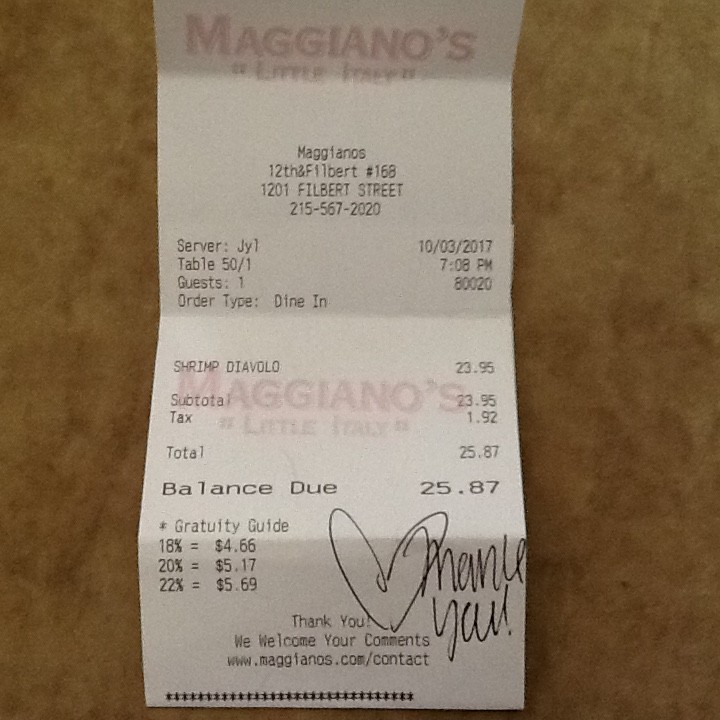 MAGGIANO'S
"LITTLE ITALY"
Maggianos
12th&Filbert #168
1201 FILBERT STREET
215-567-2020
Server: Jyl 10/03/2017
Table 50/1 7:08 PM
Guests: 1 80020
Order Type: Dine In
SHRIMP DIAVOLO 23.95
MAGGIANO'S
Subtotal 23.95
"LITTLE ITALY"
Tax 1.92
Total 25.87
Balance Due 25.87
* Gratuity Guide
18% = $4.66
20% = $5.17
22% = $5.69
Thank
you!
Thank You!
We Welcome Your Comments
www.maggianos.com/contact
*******************************